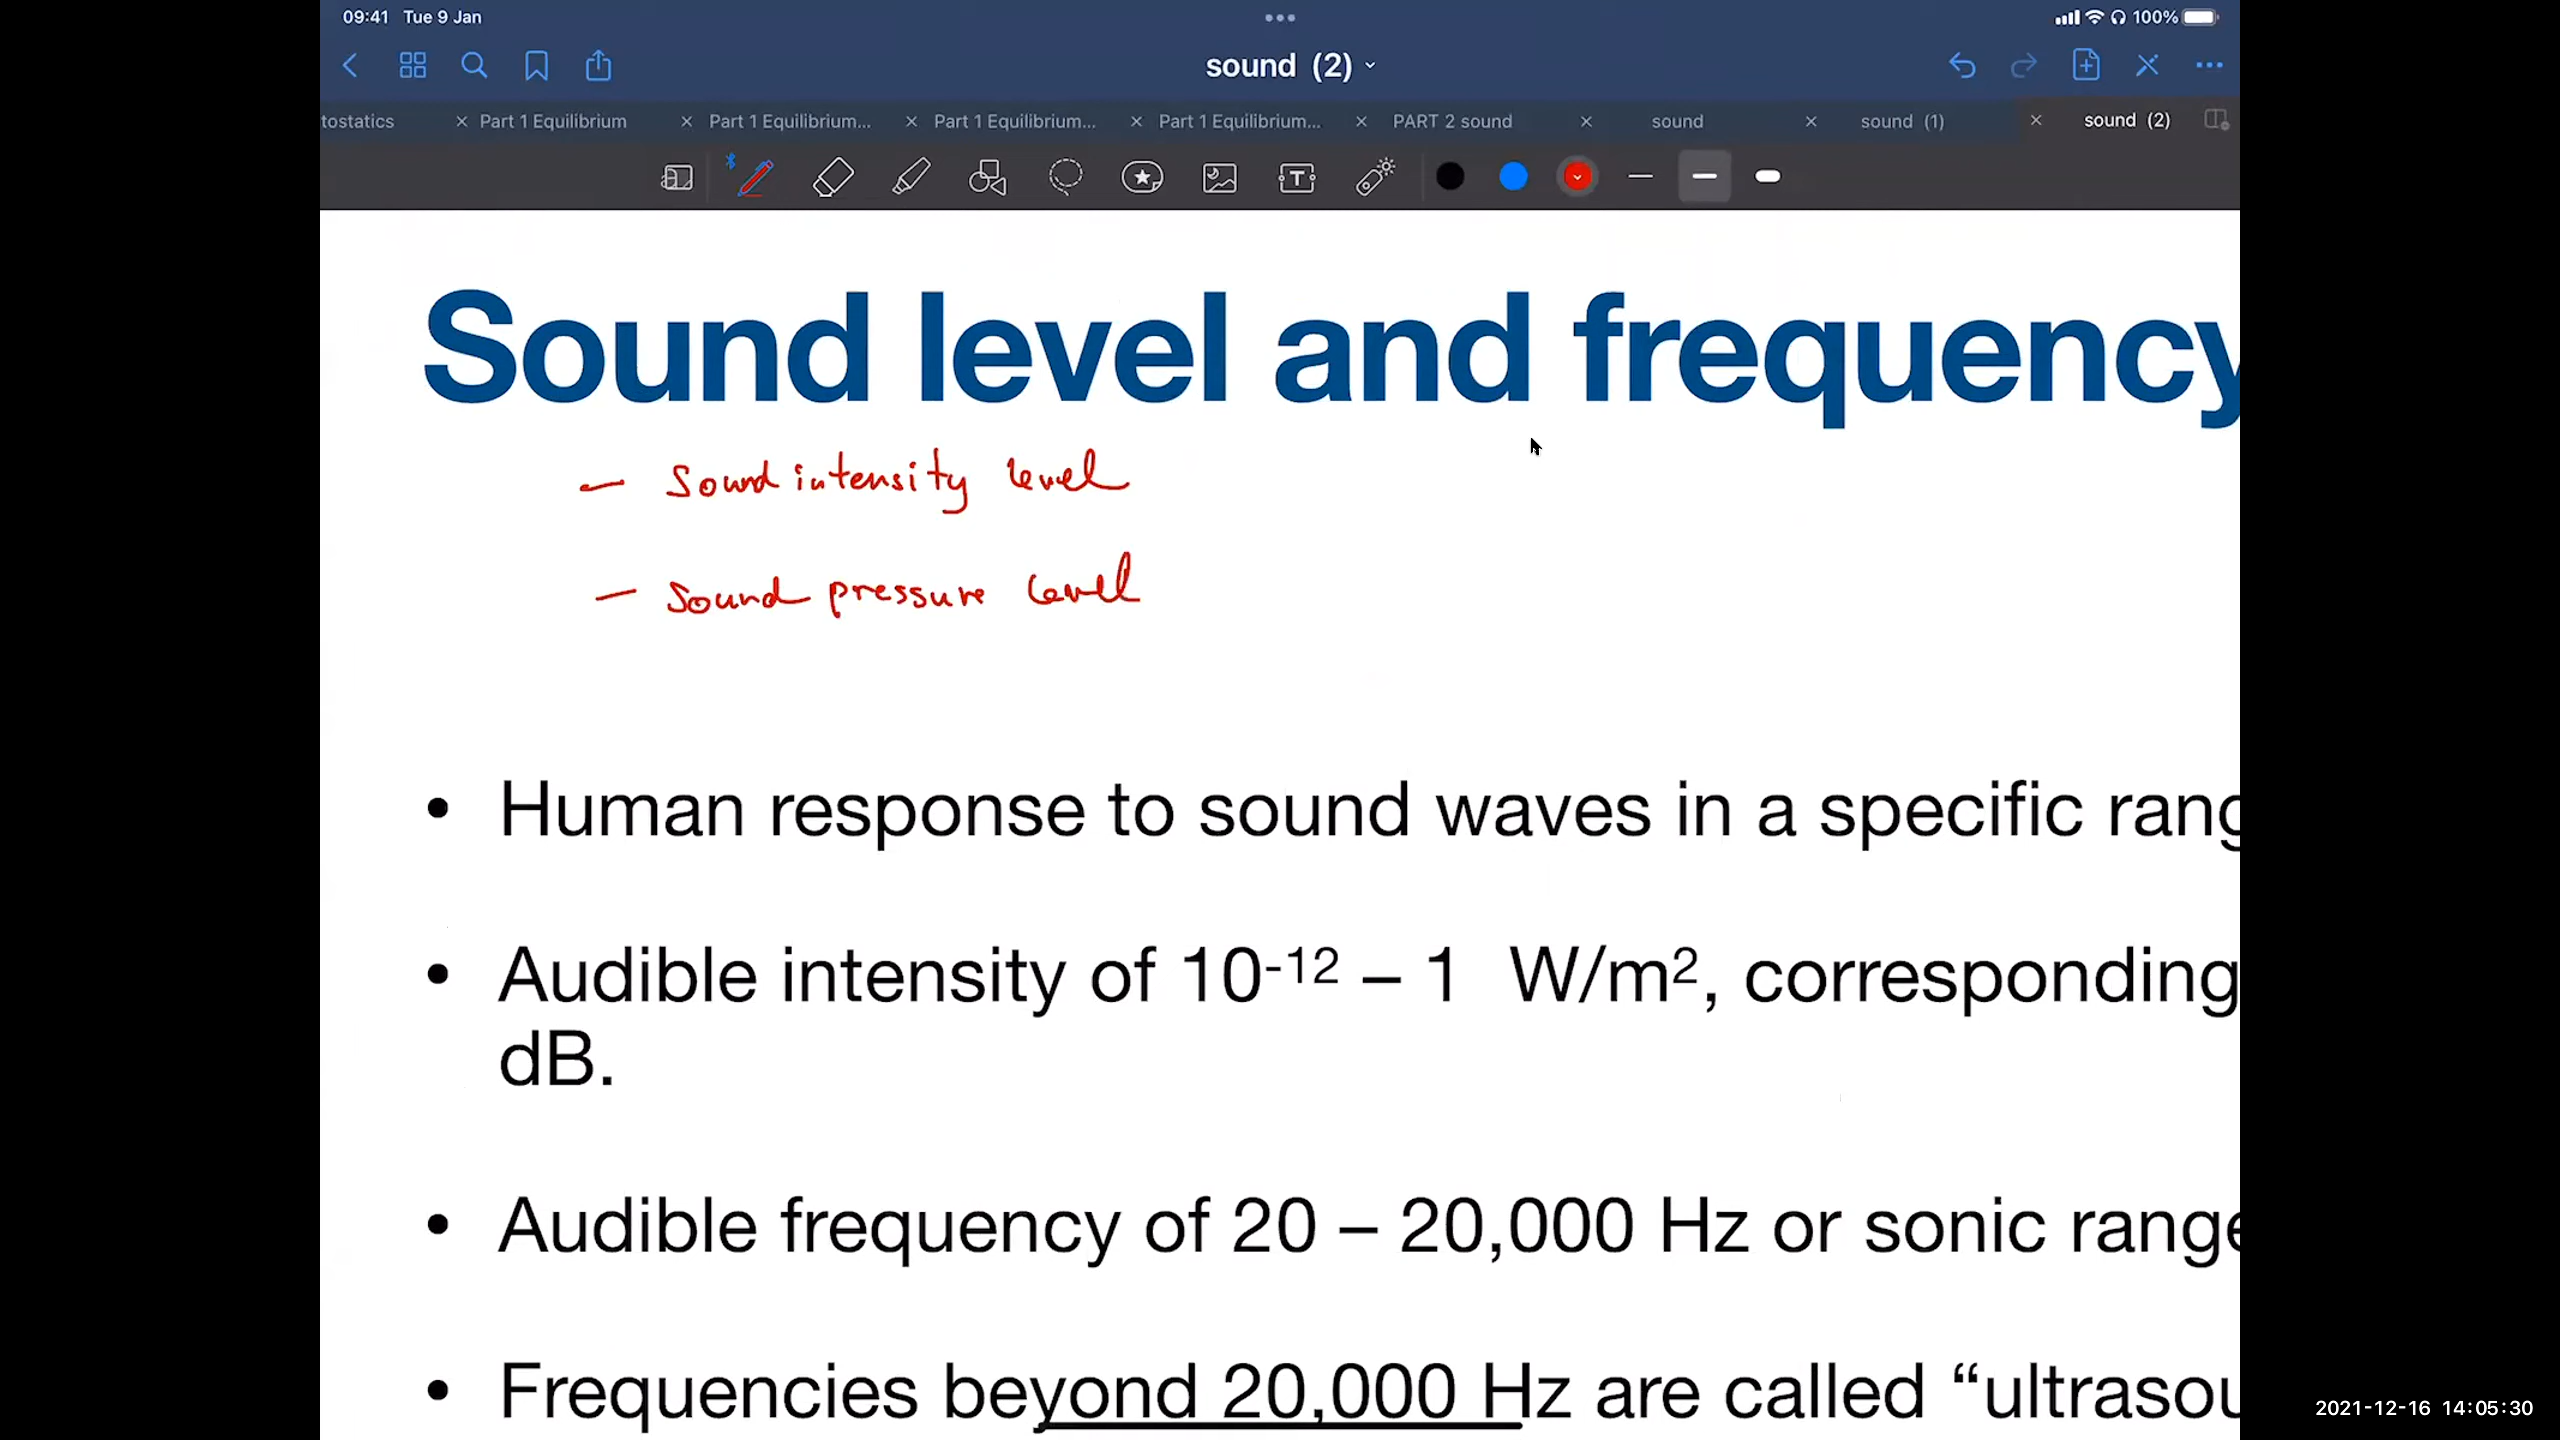 09:41 Tue 9 Jan
100%
sound (2)
tostatics
Part 1 Equilibrium
Part 1 Equilibrium...
Part 1 Equilibrium...
Part 1 Equilibrium...
PART 2 sound
sound
sound (1)
sound (2)
Sound level and frequency
– Sound intensity level
– Sound pressure level
• Human response to sound waves in a specific rang
• Audible intensity of 10⁻¹² – 1 W/m², corresponding
dB.
• Audible frequency of 20 – 20,000 Hz or sonic range
• Frequencies beyond 20,000 Hz are called “ultrasou
2021-12-16 14:05:30